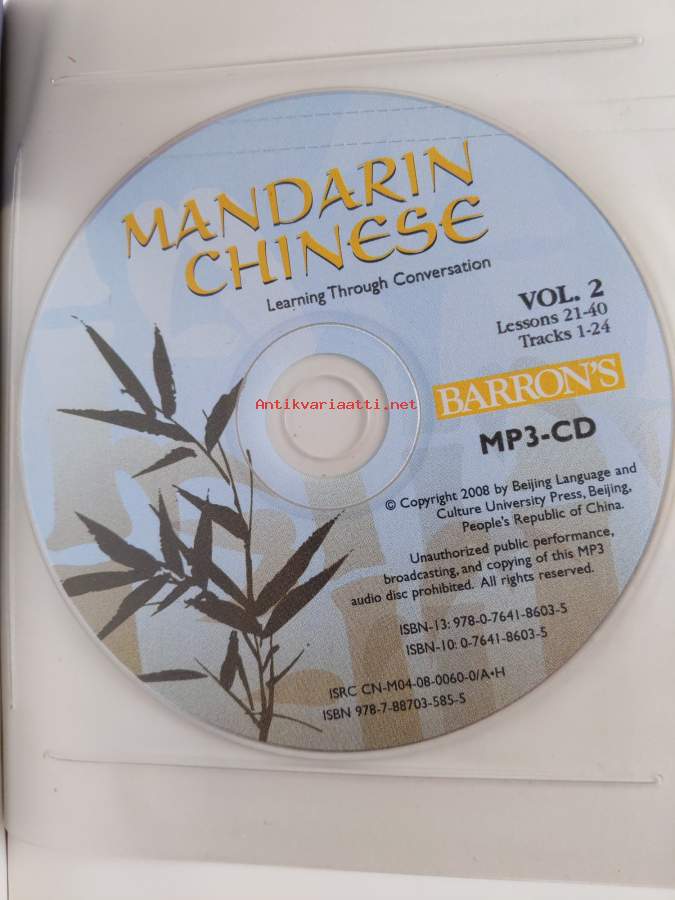 MANDARIN
CHINESE
Learning Through Conversation
VOL. 2
Lessons 21-40
Tracks 1-24
BARRON'S
Antikvariaatti.net
MP3-CD
© Copyright 2008 by Beijing Language and
Culture University Press, Beijing,
People's Republic of China.
Unauthorized public performance,
broadcasting, and copying of this MP3
audio disc prohibited. All rights reserved.
ISBN-13: 978-0-7641-8603-5
ISBN-10: 0-7641-8603-5
ISRC CN-M04-08-0060-0/A•H
ISBN 978-7-88703-585-5